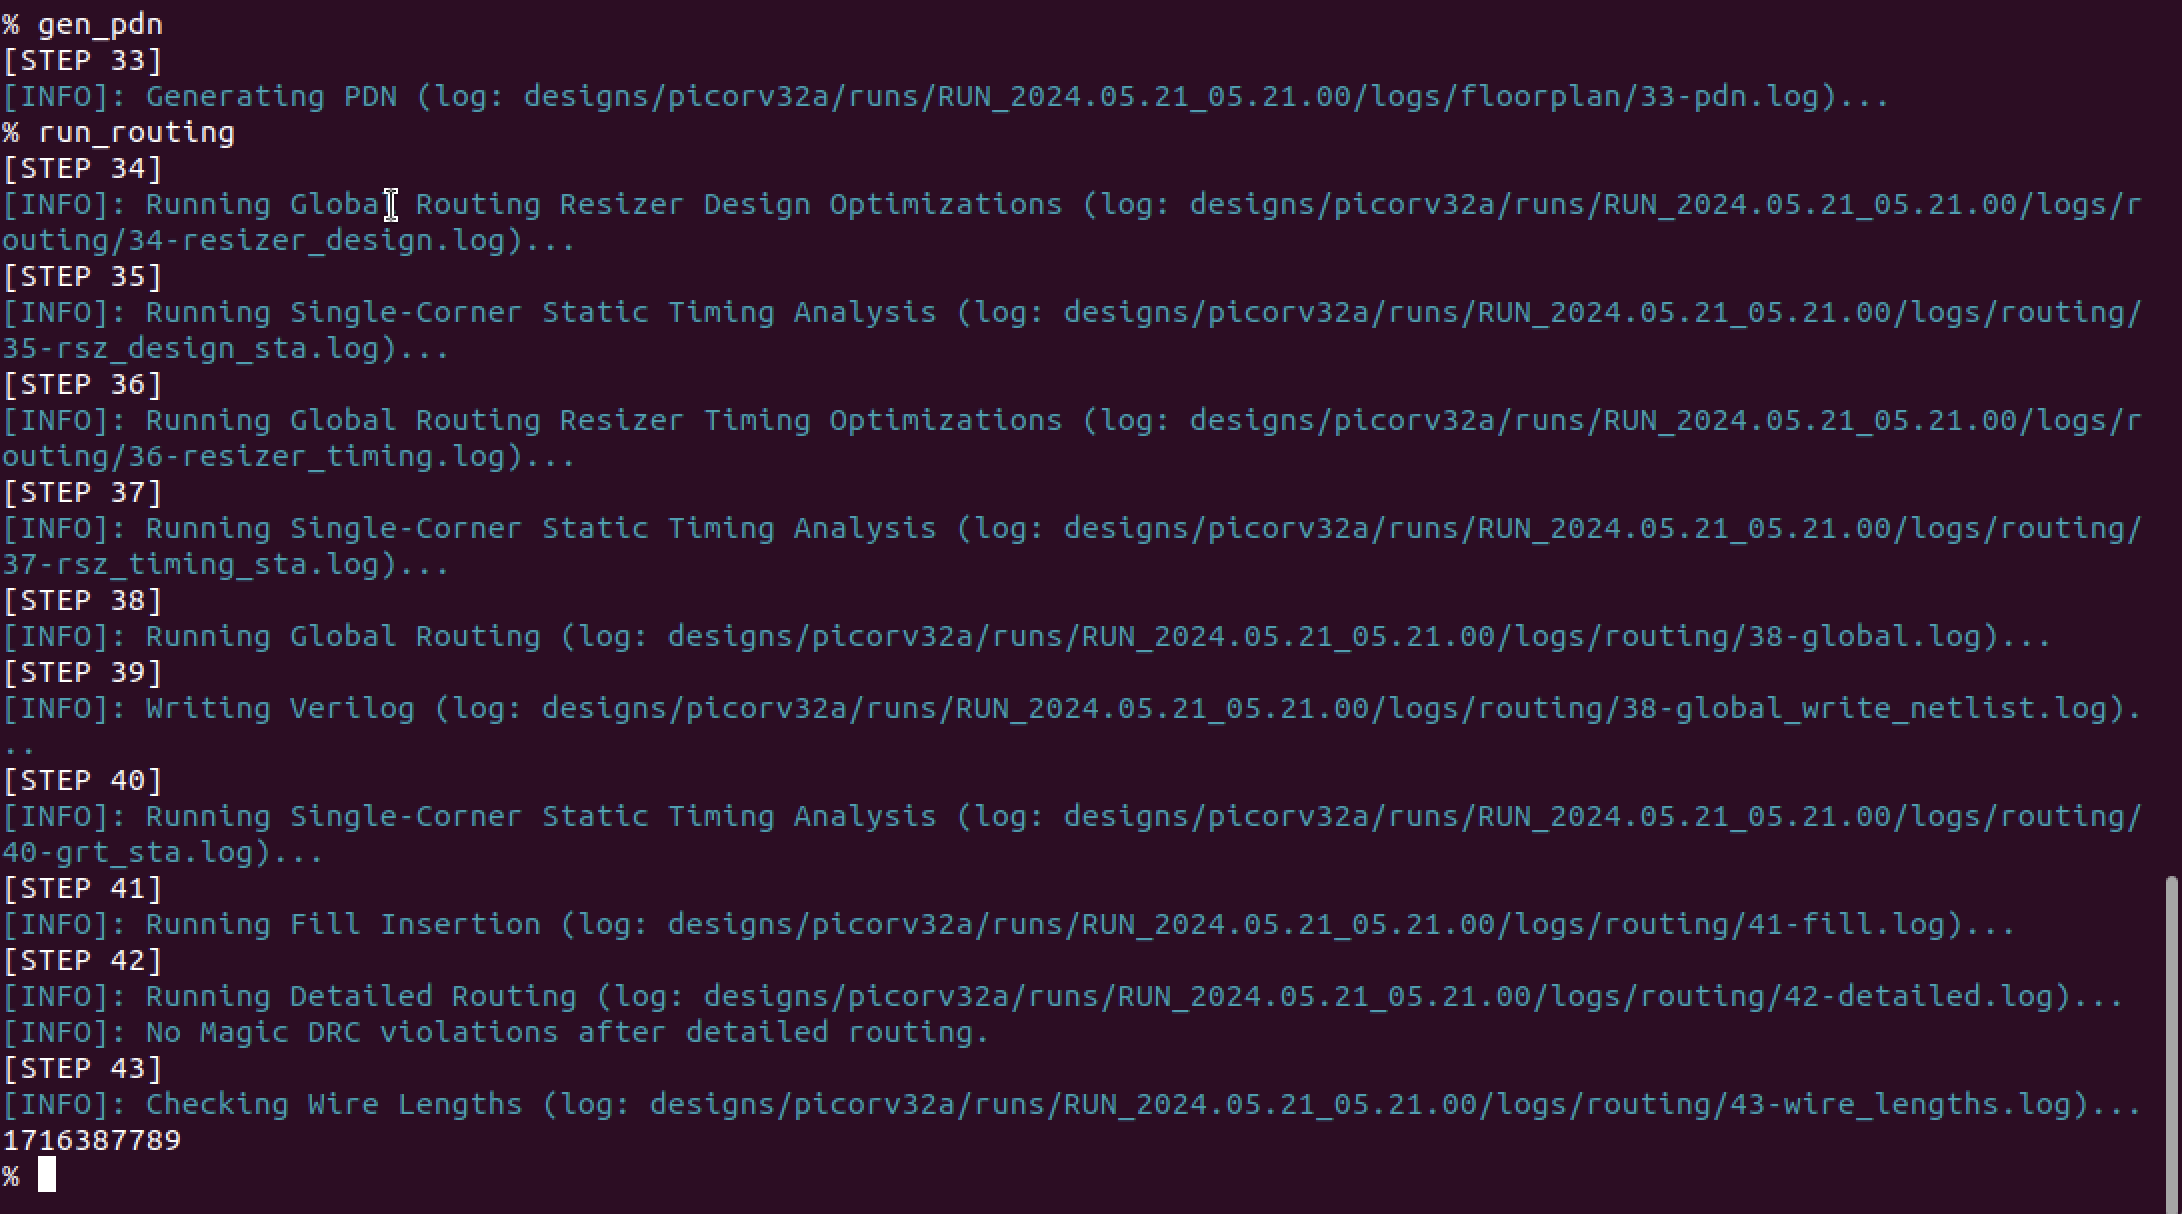 % gen_pdn
[STEP 33]
[INFO]: Generating PDN (log: designs/picorv32a/runs/RUN_2024.05.21_05.21.00/logs/floorplan/33-pdn.log)...
% run_routing
[STEP 34]
[INFO]: Running Global Routing Resizer Design Optimizations (log: designs/picorv32a/runs/RUN_2024.05.21_05.21.00/logs/r
outing/34-resizer_design.log)...
[STEP 35]
[INFO]: Running Single-Corner Static Timing Analysis (log: designs/picorv32a/runs/RUN_2024.05.21_05.21.00/logs/routing/
35-rsz_design_sta.log)...
[STEP 36]
[INFO]: Running Global Routing Resizer Timing Optimizations (log: designs/picorv32a/runs/RUN_2024.05.21_05.21.00/logs/r
outing/36-resizer_timing.log)...
[STEP 37]
[INFO]: Running Single-Corner Static Timing Analysis (log: designs/picorv32a/runs/RUN_2024.05.21_05.21.00/logs/routing/
37-rsz_timing_sta.log)...
[STEP 38]
[INFO]: Running Global Routing (log: designs/picorv32a/runs/RUN_2024.05.21_05.21.00/logs/routing/38-global.log)...
[STEP 39]
[INFO]: Writing Verilog (log: designs/picorv32a/runs/RUN_2024.05.21_05.21.00/logs/routing/38-global_write_netlist.log).
..
[STEP 40]
[INFO]: Running Single-Corner Static Timing Analysis (log: designs/picorv32a/runs/RUN_2024.05.21_05.21.00/logs/routing/
40-grt_sta.log)...
[STEP 41]
[INFO]: Running Fill Insertion (log: designs/picorv32a/runs/RUN_2024.05.21_05.21.00/logs/routing/41-fill.log)...
[STEP 42]
[INFO]: Running Detailed Routing (log: designs/picorv32a/runs/RUN_2024.05.21_05.21.00/logs/routing/42-detailed.log)...
[INFO]: No Magic DRC violations after detailed routing.
[STEP 43]
[INFO]: Checking Wire Lengths (log: designs/picorv32a/runs/RUN_2024.05.21_05.21.00/logs/routing/43-wire_lengths.log)...
1716387789
%